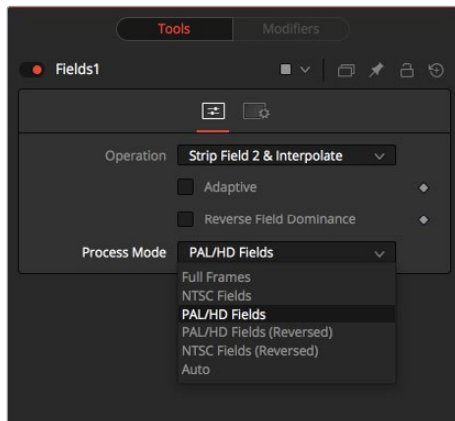 Tools Modifiers
Fields1
Operation Strip Field 2 & Interpolate
Adaptive
Reverse Field Dominance
Process Mode PAL/HD Fields
Full Frames
NTSC Fields
PAL/HD Fields
PAL/HD Fields (Reversed)
NTSC Fields (Reversed)
Auto